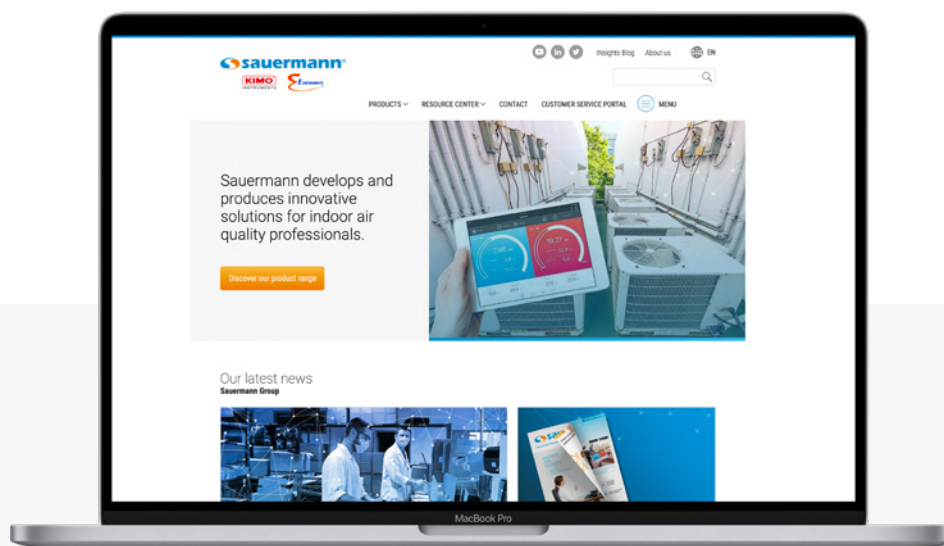 sauermann®
KIMO
INSTRUMENTS
Insights Blog About us EN
PRODUCTS RESOURCE CENTER CONTACT CUSTOMER SERVICE PORTAL MENU
Sauermann develops and
produces innovative
solutions for indoor air
quality professionals.
Discover our product range
Our latest news
Sauermann Group
MacBook Pro